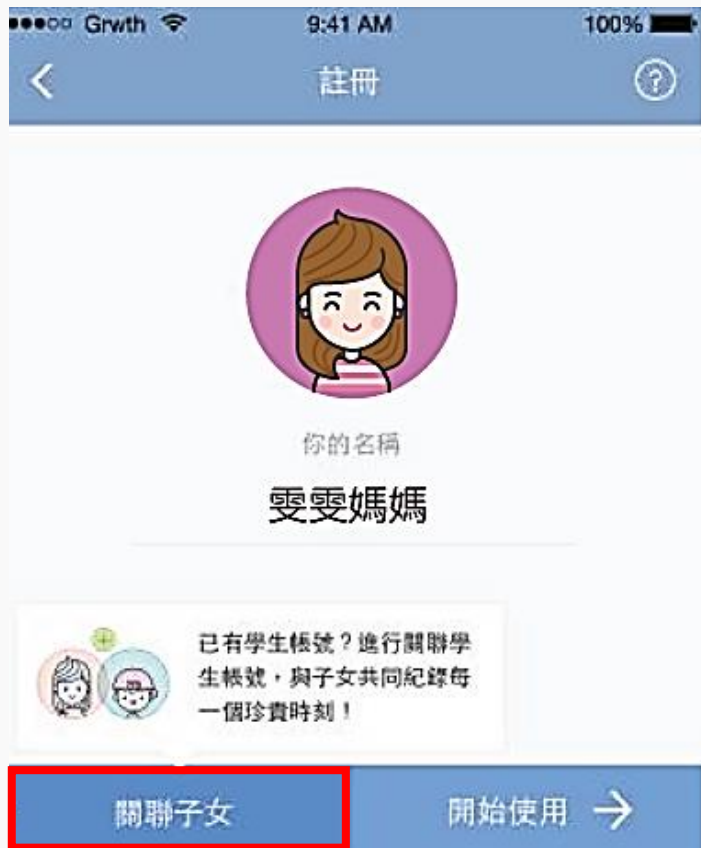 Grwth 9:41 AM 100%
註冊
你的名稱
雯雯媽媽
已有學生帳號？進行關聯學
生帳號，與子女共同紀錄每
一個珍貴時刻！
關聯子女 開始使用 →